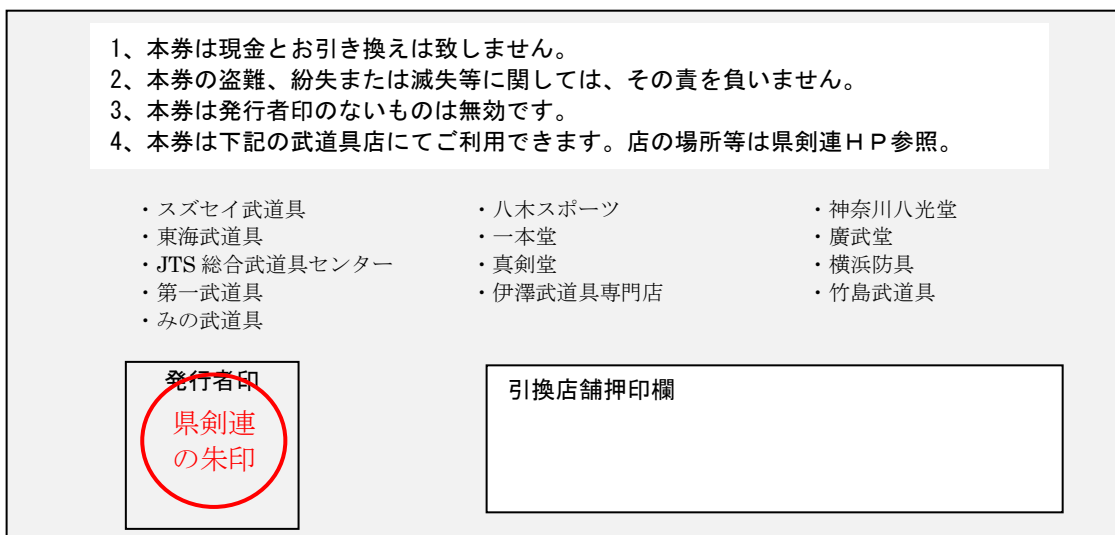 1、本券は現金とお引き換えは致しません。
2、本券の盗難、紛失または滅失等に関しては、その責を負いません。
3、本券は発行者印のないものは無効です。
4、本券は下記の武道具店にてご利用できます。店の場所等は県剣連ＨＰ参照。
・スズセイ武道具
・東海武道具
・JTS 総合武道具センター
・第一武道具
・みの武道具
・八木スポーツ
・一本堂
・真剣堂
・伊澤武道具専門店
・神奈川八光堂
・廣武堂
・横浜防具
・竹島武道具
発行者印
県剣連
の朱印
引換店舗押印欄